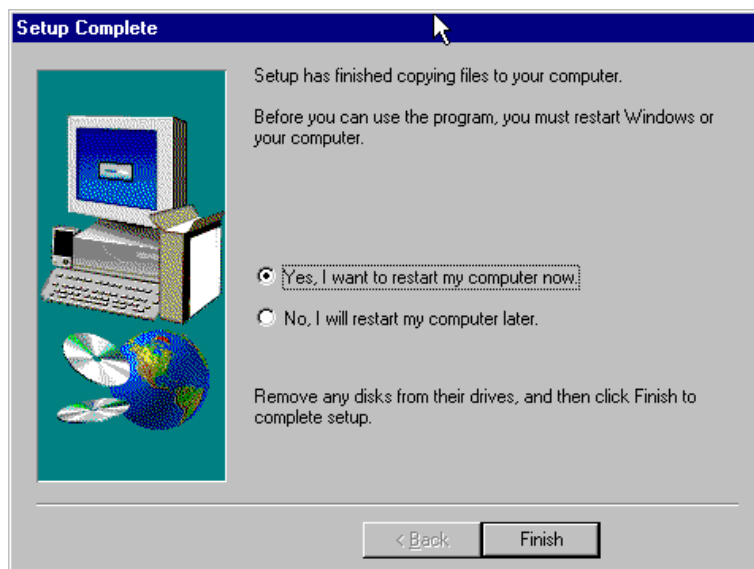 Setup Complete
Setup has finished copying files to your computer.
Before you can use the program, you must restart Windows or
your computer.
Yes, I want to restart my computer now.
No, I will restart my computer later.
Remove any disks from their drives, and then click Finish to
complete setup.
< Back
Finish